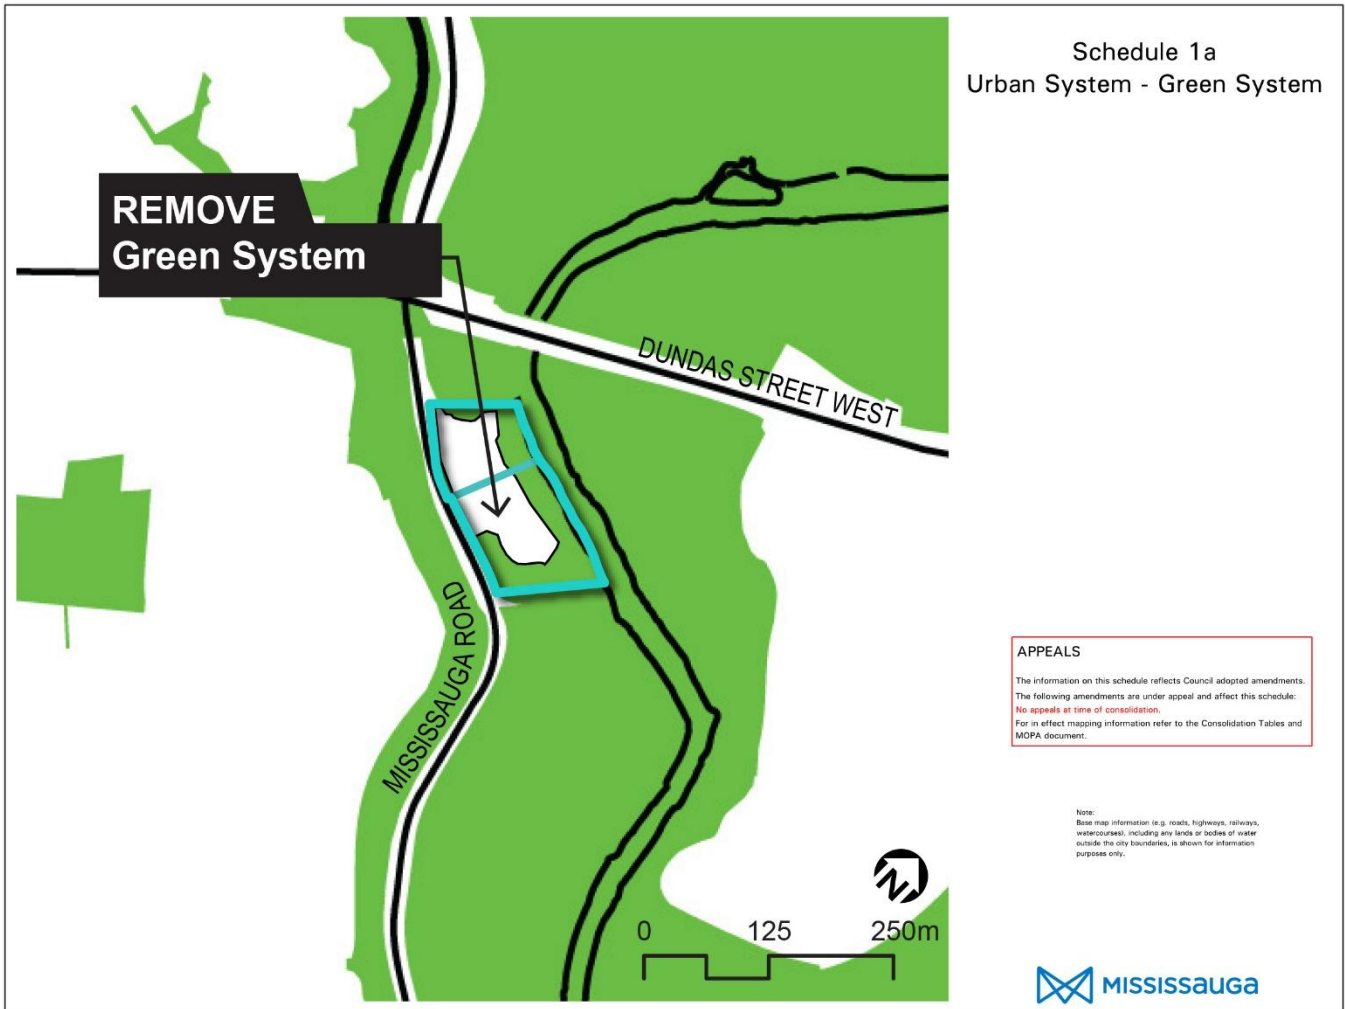 Schedule 1a
Urban System - Green System
REMOVE
Green System
DUNDAS STREET WEST
MISSISSAUGA ROAD
APPEALS
The information on this schedule reflects Council adopted amendments.
The following amendments are under appeal and affect this schedule:
No appeals at time of consolidation.
For in effect mapping information refer to the Consolidation Tables and
MOPA document.
Note:
Base map information (e.g. roads, highways, railways,
watercourses), including any lands or bodies of water
outside the city boundaries, is shown for information
purposes only.
N
0 125 250m
MISSISSAUGA